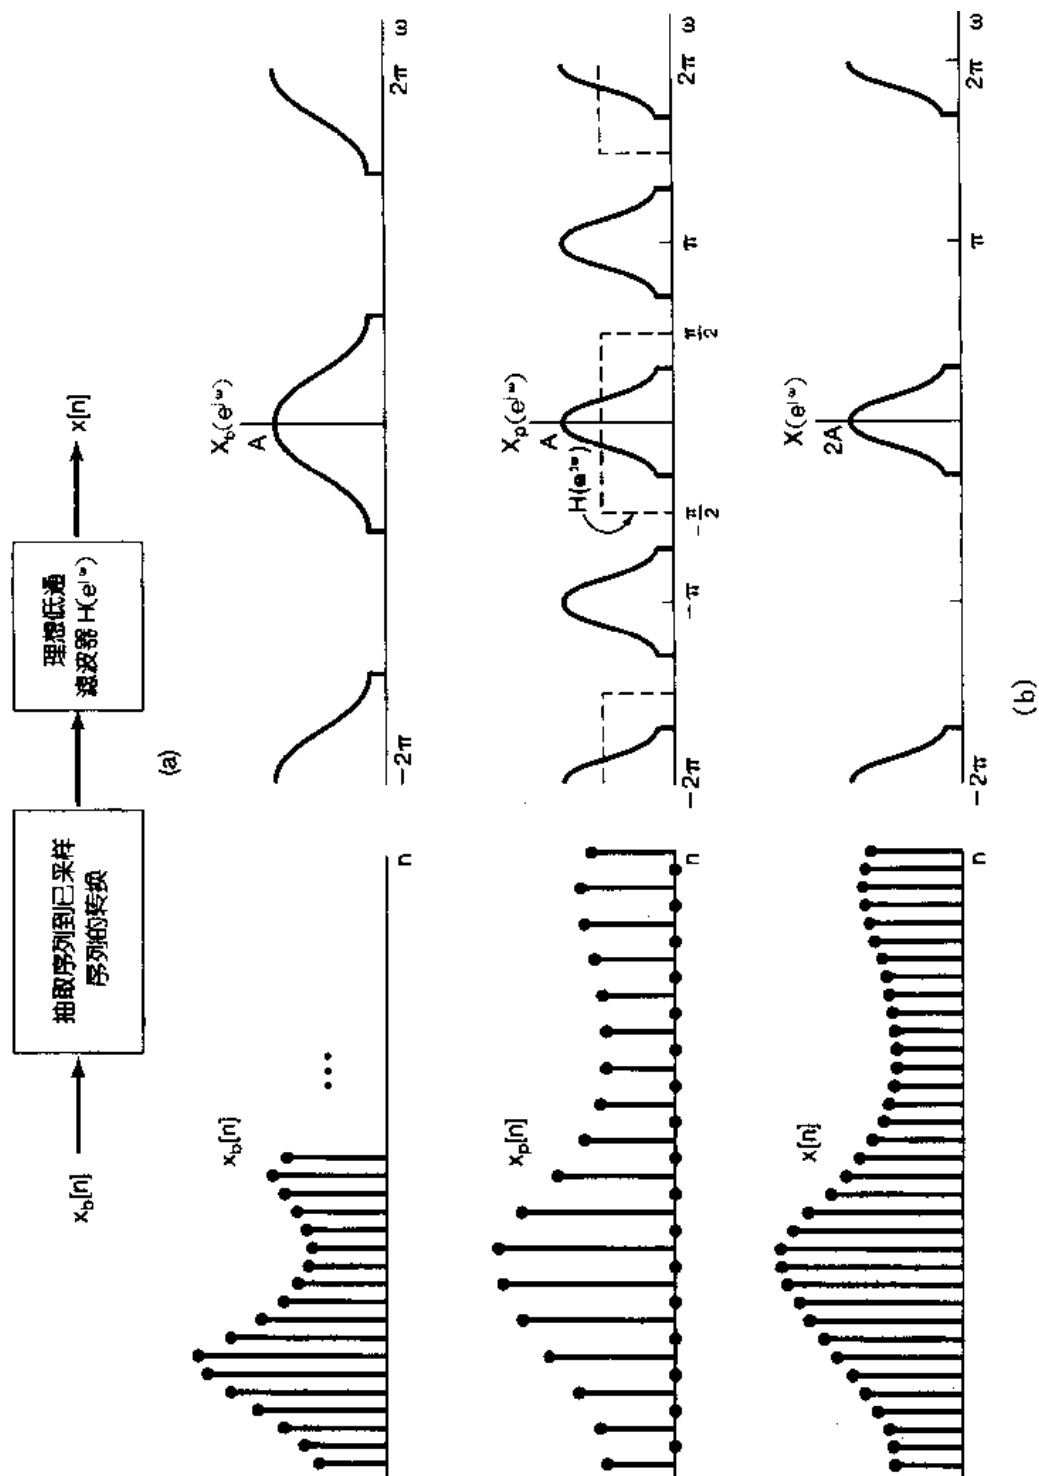 x_b[n]
抽取序列到已采样
序列的转换
理想低通
滤波器 H(e^{jω})
x[n]
(a)
x_b[n]
...
n
X_b(e^{jω})
A
-2π
2π
ω
x_p[n]
n
X_p(e^{jω})
A
H(e^{jω})
-2π
-π
-π/2
π/2
π
2π
ω
x[n]
n
X(e^{jω})
2A
-2π
π
2π
ω
(b)